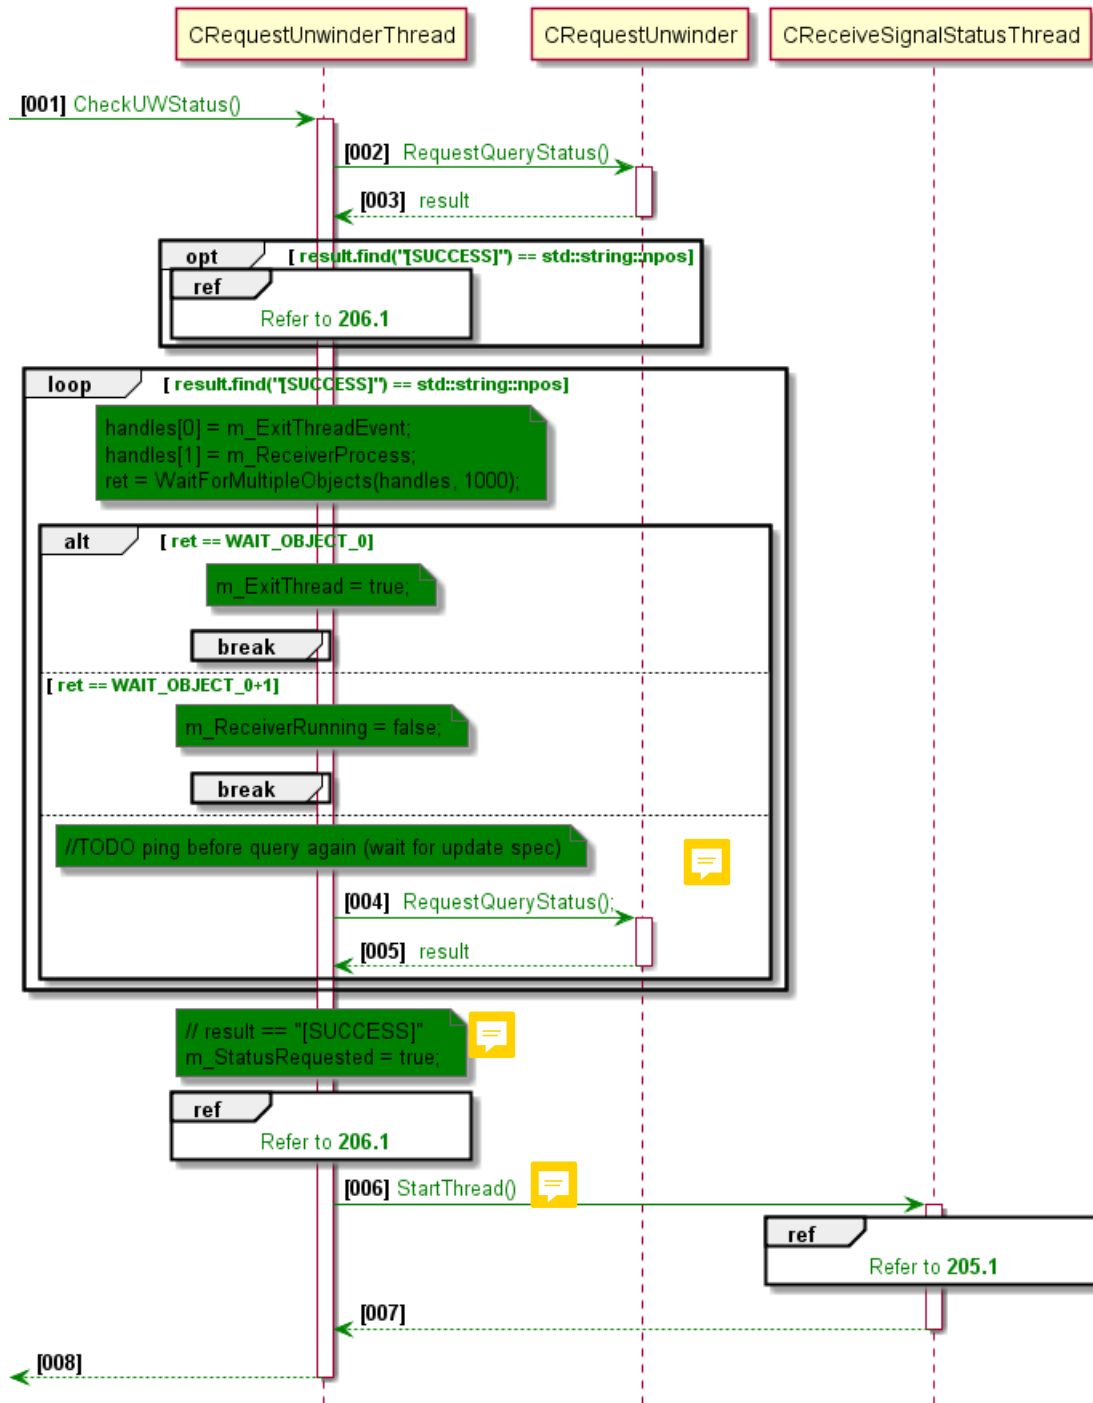 CRequestUnwinderThread CRequestUnwinder CReceiveSignalStatusThread
[001] CheckUWStatus()
[002] RequestQueryStatus()
[003] result
opt [ result.find("[SUCCESS]") == std::string::npos]
ref
Refer to 206.1
loop [ result.find("[SUCCESS]") == std::string::npos]
handles[0] = m_ExitThreadEvent;
handles[1] = m_ReceiverProcess;
ret = WaitForMultipleObjects(handles, 1000);
alt [ ret == WAIT_OBJECT_0]
m_ExitThread = true;
break
[ ret == WAIT_OBJECT_0+1]
m_ReceiverRunning = false;
break
//TODO ping before query again (wait for update spec)
[004] RequestQueryStatus();
[005] result
// result == "[SUCCESS]"
m_StatusRequested = true;
ref
Refer to 206.1
[006] StartThread()
ref
Refer to 205.1
[007]
[008]